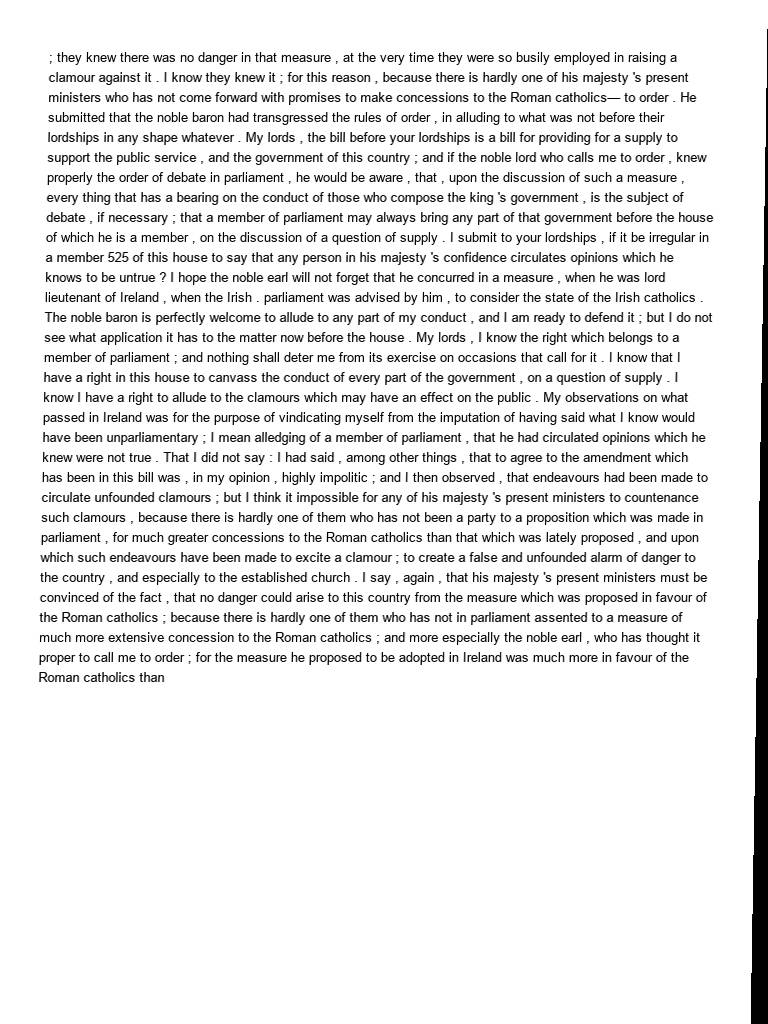 ; they knew there was no danger in that measure , at the very time they were so busily employed in raising a
clamour against it . I know they knew it ; for this reason , because there is hardly one of his majesty 's present
ministers who has not come forward with promises to make concessions to the Roman catholics— to order . He
submitted that the noble baron had transgressed the rules of order , in alluding to what was not before their
lordships in any shape whatever . My lords , the bill before your lordships is a bill for providing for a supply to
support the public service , and the government of this country ; and if the noble lord who calls me to order , knew
properly the order of debate in parliament , he would be aware , that , upon the discussion of such a measure ,
every thing that has a bearing on the conduct of those who compose the king 's government , is the subject of
debate , if necessary ; that a member of parliament may always bring any part of that government before the house
of which he is a member , on the discussion of a question of supply . I submit to your lordships , if it be irregular in
a member 525 of this house to say that any person in his majesty 's confidence circulates opinions which he
knows to be untrue ? I hope the noble earl will not forget that he concurred in a measure , when he was lord
lieutenant of Ireland , when the Irish . parliament was advised by him , to consider the state of the Irish catholics .
The noble baron is perfectly welcome to allude to any part of my conduct , and I am ready to defend it ; but I do not
see what application it has to the matter now before the house . My lords , I know the right which belongs to a
member of parliament ; and nothing shall deter me from its exercise on occasions that call for it . I know that I
have a right in this house to canvass the conduct of every part of the government , on a question of supply . I
know I have a right to allude to the clamours which may have an effect on the public . My observations on what
passed in Ireland was for the purpose of vindicating myself from the imputation of having said what I know would
have been unparliamentary ; I mean alledging of a member of parliament , that he had circulated opinions which he
knew were not true . That I did not say : I had said , among other things , that to agree to the amendment which
has been in this bill was , in my opinion , highly impolitic ; and I then observed , that endeavours had been made to
circulate unfounded clamours ; but I think it impossible for any of his majesty 's present ministers to countenance
such clamours , because there is hardly one of them who has not been a party to a proposition which was made in
parliament , for much greater concessions to the Roman catholics than that which was lately proposed , and upon
which such endeavours have been made to excite a clamour ; to create a false and unfounded alarm of danger to
the country , and especially to the established church . I say , again , that his majesty 's present ministers must be
convinced of the fact , that no danger could arise to this country from the measure which was proposed in favour of
the Roman catholics ; because there is hardly one of them who has not in parliament assented to a measure of
much more extensive concession to the Roman catholics ; and more especially the noble earl , who has thought it
proper to call me to order ; for the measure he proposed to be adopted in Ireland was much more in favour of the
Roman catholics than